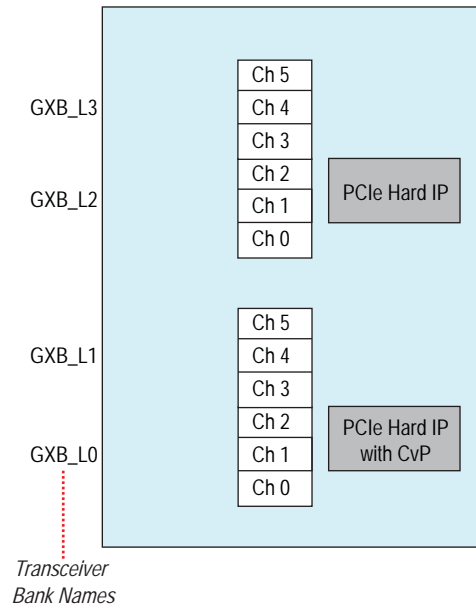 Ch 5
GXB_L3
Ch 4
Ch 3
Ch 2
GXB_L2
PCIe Hard IP
Ch 1
Ch 0
Ch 5
GXB_L1
Ch 4
Ch 3
Ch 2
PCIe Hard IP
with CvP
GXB_L0
Ch 1
Ch 0
Transceiver
Bank Names